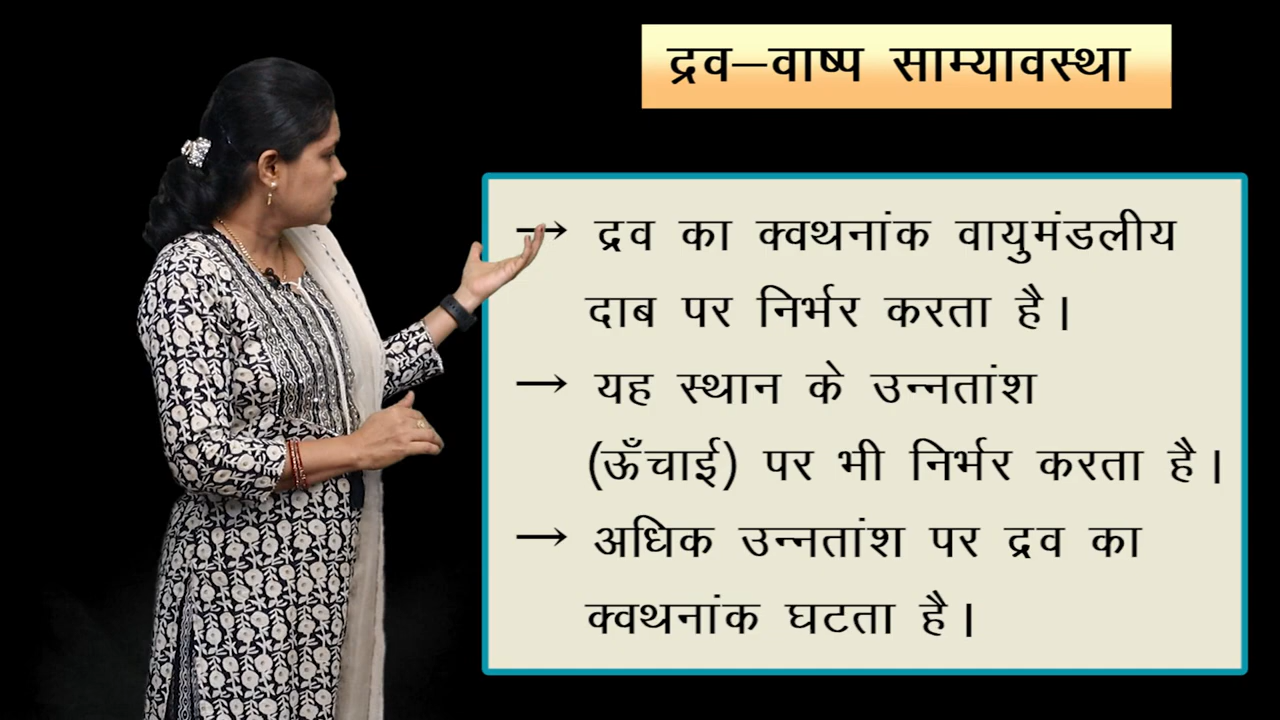 द्रव–वाष्प साम्यावस्था
→ द्रव का क्वथनांक वायुमंडलीय
दाब पर निर्भर करता है।
→ यह स्थान के उन्नतांश
(ऊँचाई) पर भी निर्भर करता है।
→ अधिक उन्नतांश पर द्रव का
क्वथनांक घटता है।